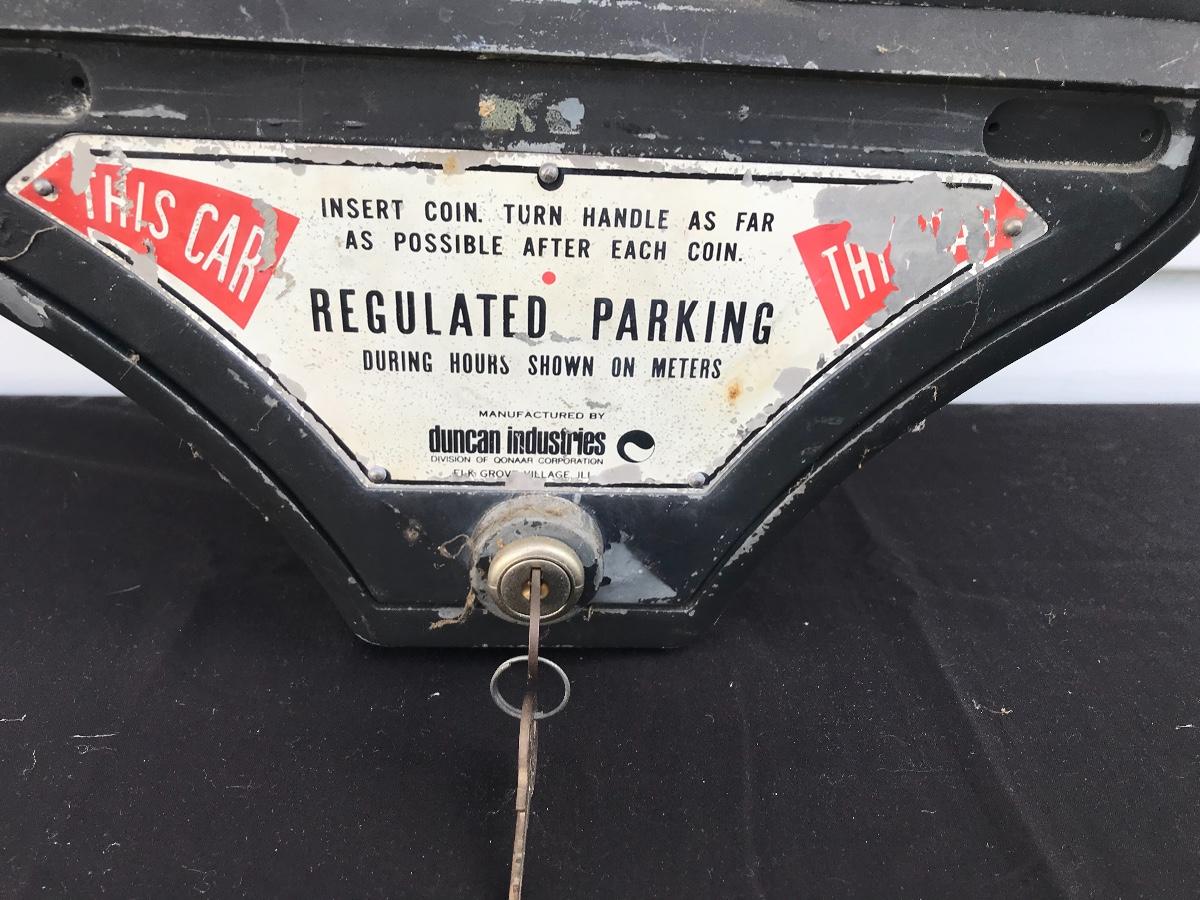 THIS CAR
INSERT COIN. TURN HANDLE AS FAR
AS POSSIBLE AFTER EACH COIN.
REGULATED PARKING
DURING HOURS SHOWN ON METERS
MANUFACTURED BY
duncan industries
DIVISION OF QONAAR CORPORATION
ELK GROVE VILLAGE, ILL.